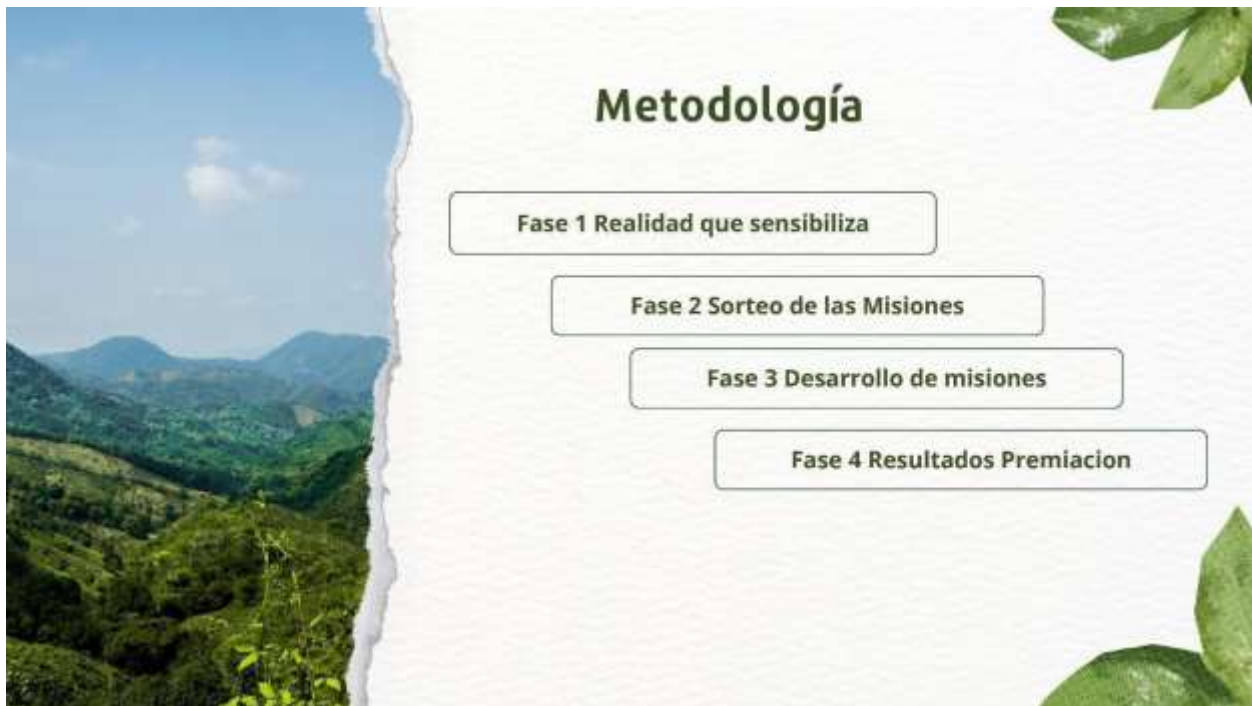 Metodología
Fase 1 Realidad que sensibiliza
Fase 2 Sorteo de las Misiones
Fase 3 Desarrollo de misiones
Fase 4 Resultados Premiacion